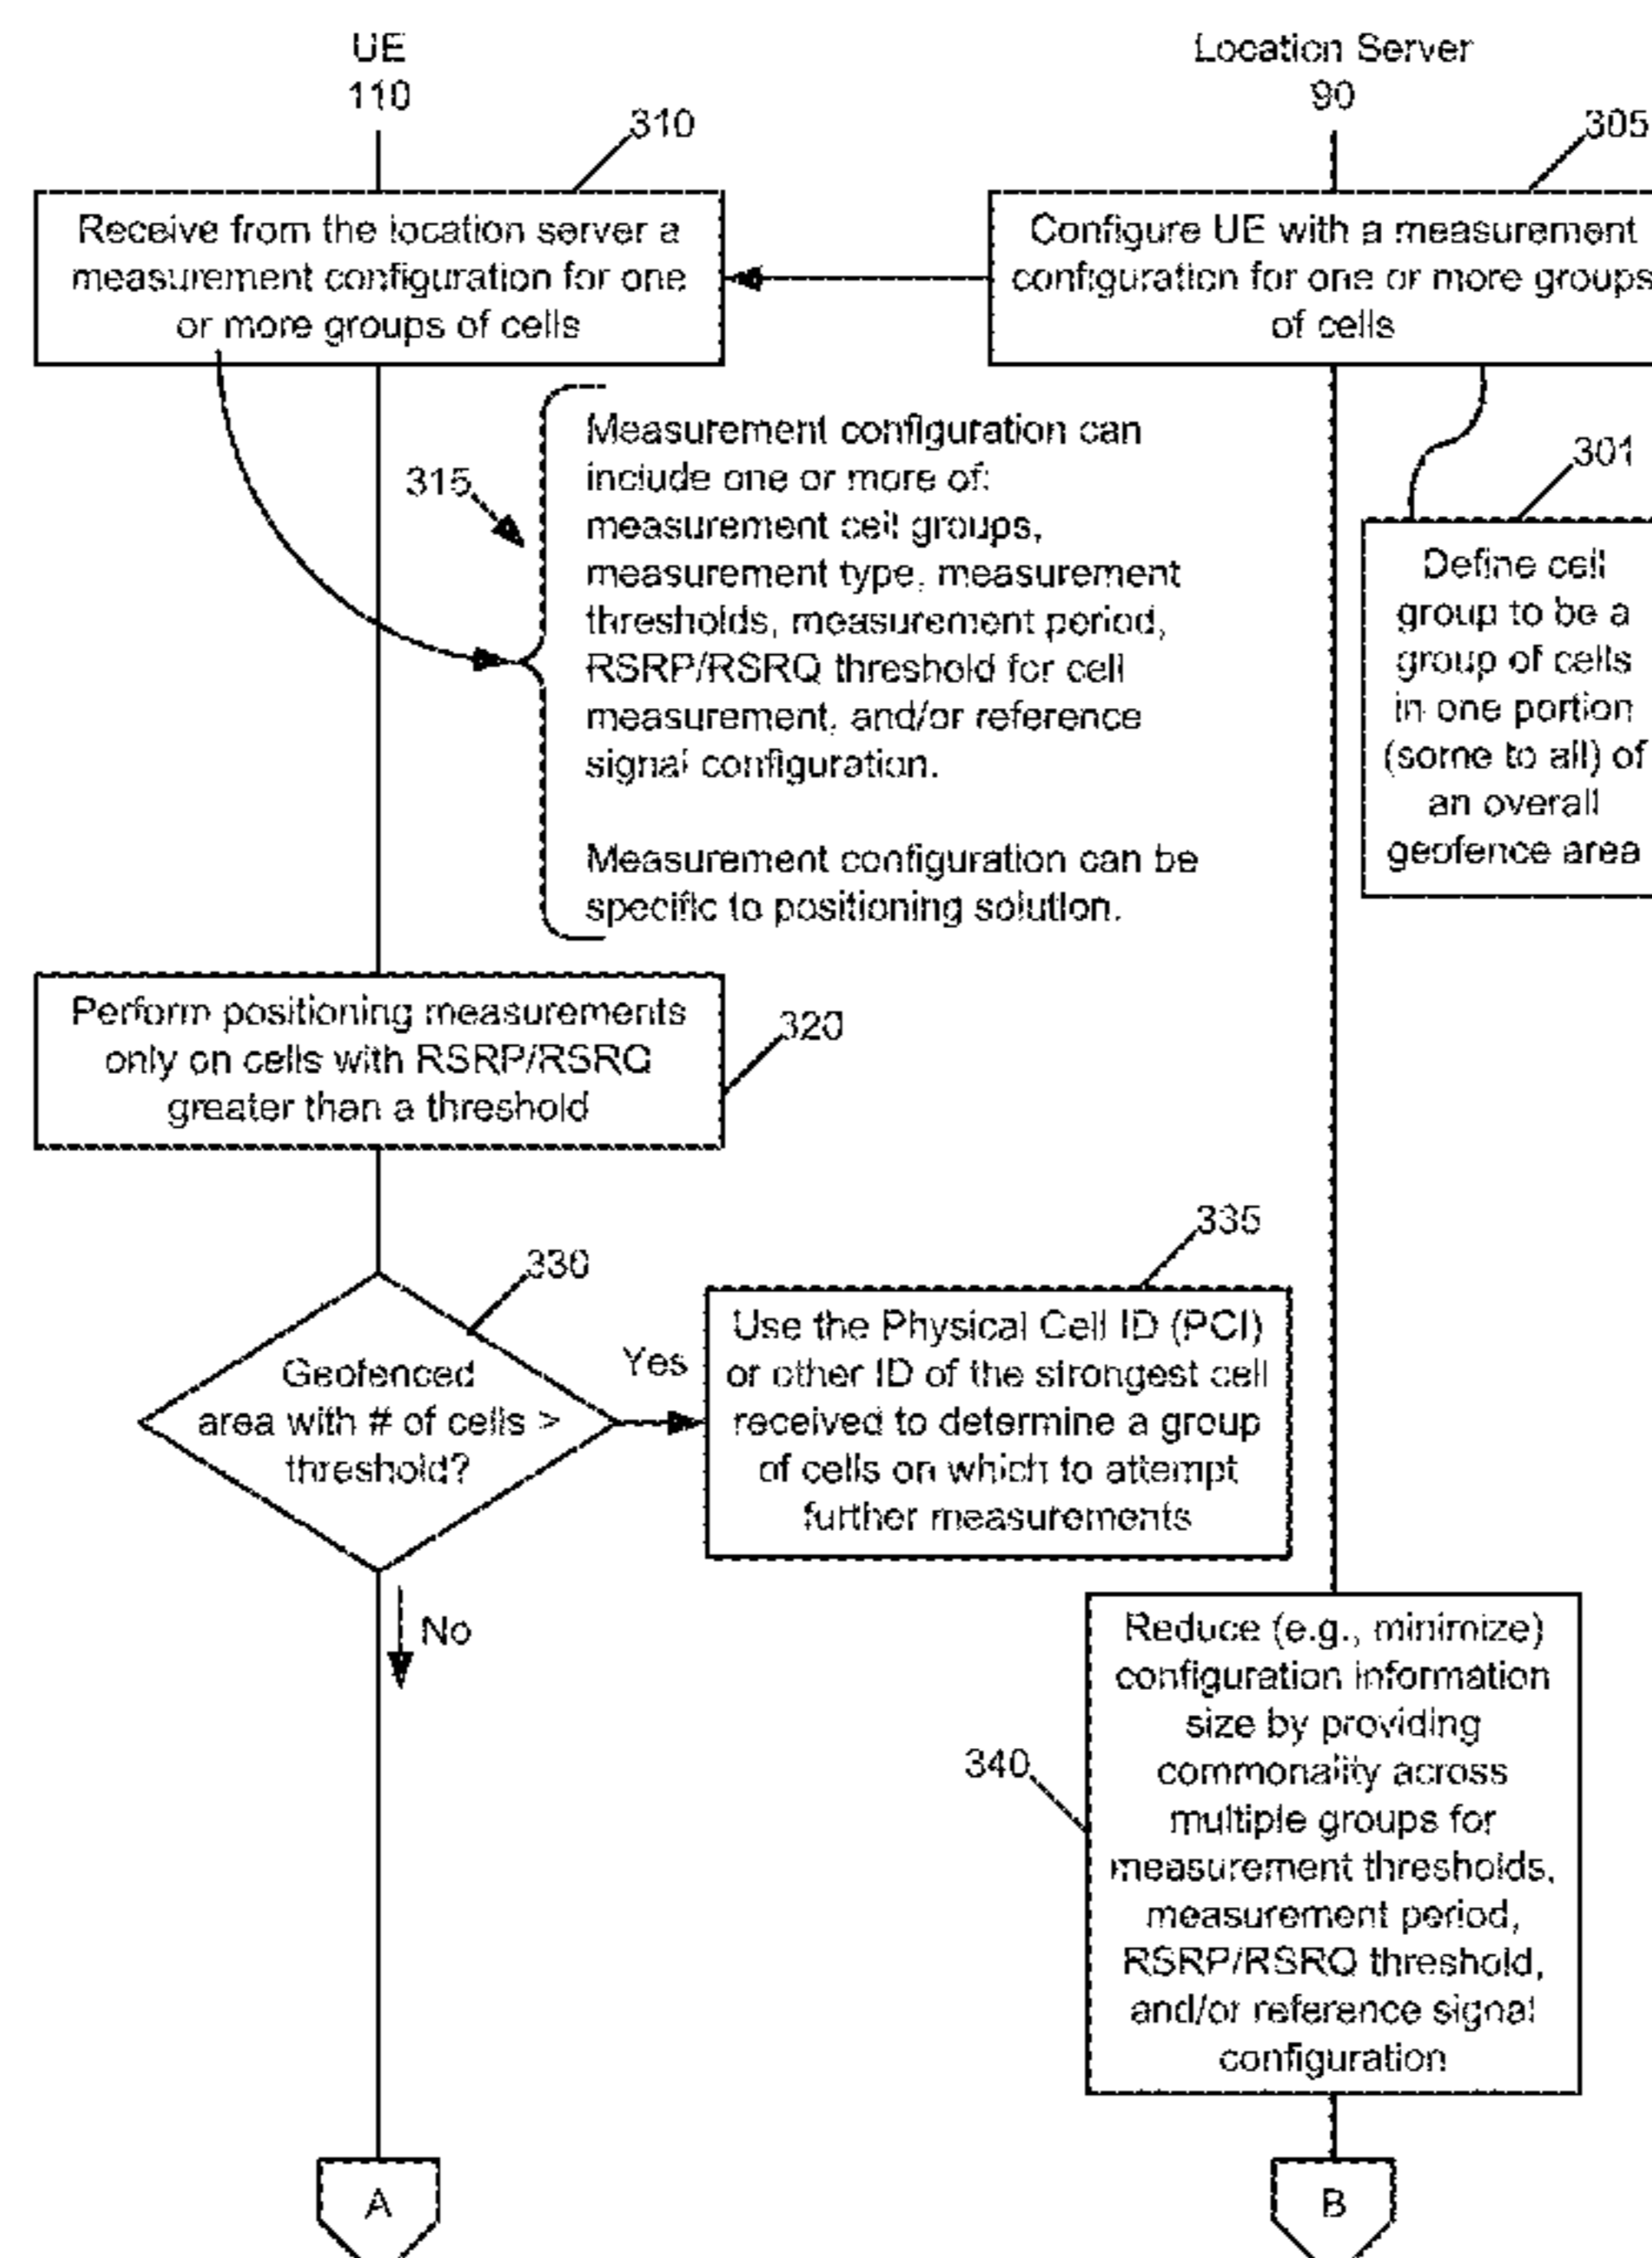 UE
110
Location Server
90
310
305
Receive from the location server a
measurement configuration for one
or more groups of cells
Configure UE with a measurement
configuration for one or more groups
of cells
315
Measurement configuration can
include one or more of:
measurement cell groups,
measurement type, measurement
thresholds, measurement period,
RSRP/RSRQ threshold for cell
measurement, and/or reference
signal configuration.
Measurement configuration can be
specific to positioning solution.
301
Define cell
group to be a
group of cells
in one portion
(some to all) of
an overall
geofence area
Perform positioning measurements
only on cells with RSRP/RSRQ
greater than a threshold
320
330
Geofenced
area with # of cells >
threshold?
Yes
No
335
Use the Physical Cell ID (PCI)
or other ID of the strongest cell
received to determine a group
of cells on which to attempt
further measurements
340
Reduce (e.g., minimize)
configuration information
size by providing
commonality across
multiple groups for
measurement thresholds,
measurement period,
RSRP/RSRQ threshold,
and/or reference signal
configuration
A
B